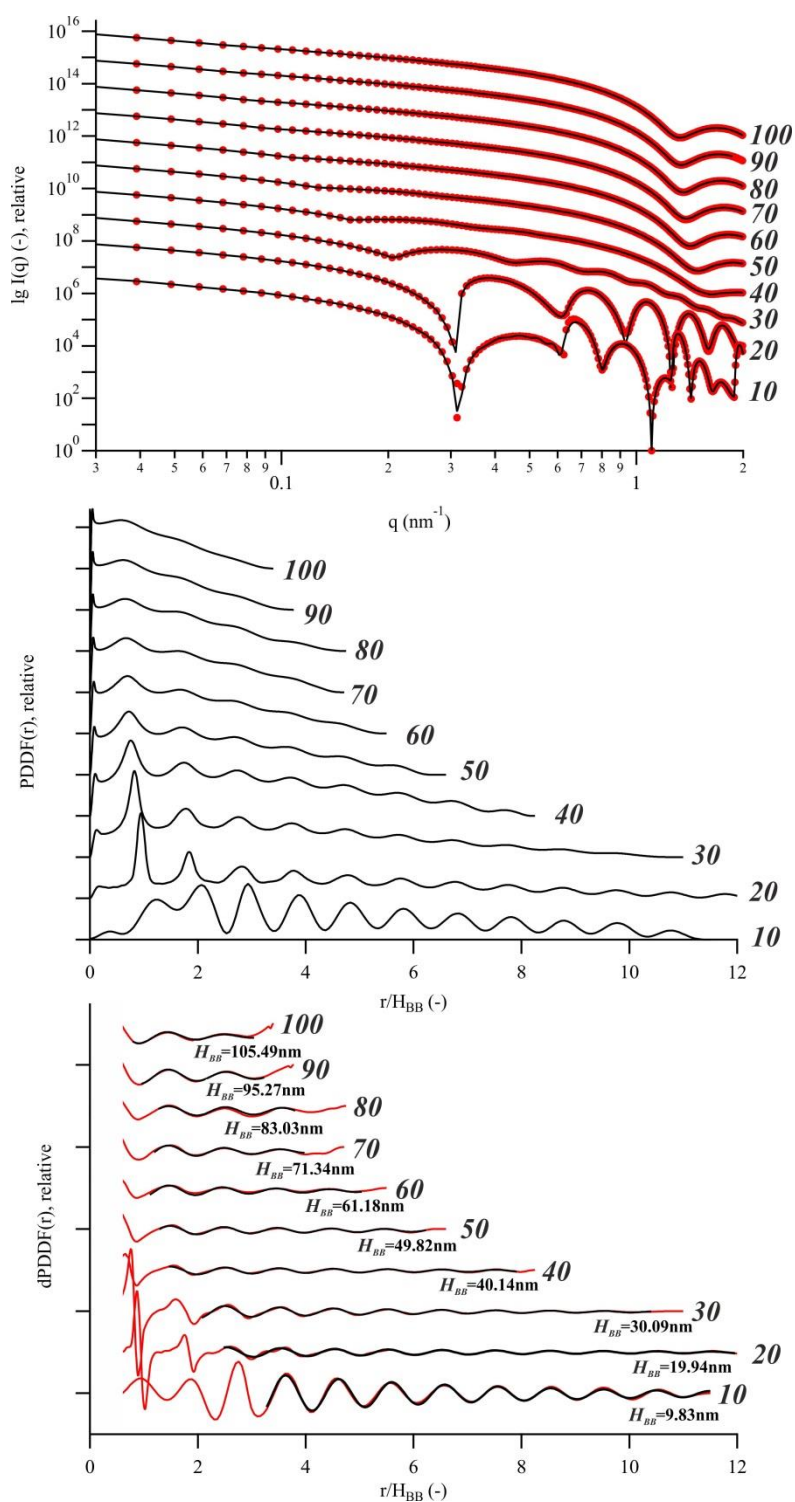 10^16
10^14
10^12
10^10
10^8
10^6
10^4
10^2
10^0
lg I(q) (-), relative
100
90
80
70
60
50
40
30
20
10
3 4 5 6 7 8 9 0.1 2 3 4 5 6 7 8 9 1 2
q (nm^-1)
PDDF(r), relative
100
90
80
70
60
50
40
30
20
10
0 2 4 6 8 10 12
r/H_BB (-)
dPDDF(r), relative
100
H_BB=105.49nm
90
H_BB=95.27nm
80
H_BB=83.03nm
70
H_BB=71.34nm
60
H_BB=61.18nm
50
H_BB=49.82nm
40
H_BB=40.14nm
30
H_BB=30.09nm
20
H_BB=19.94nm
10
H_BB=9.83nm
0 2 4 6 8 10 12
r/H_BB (-)